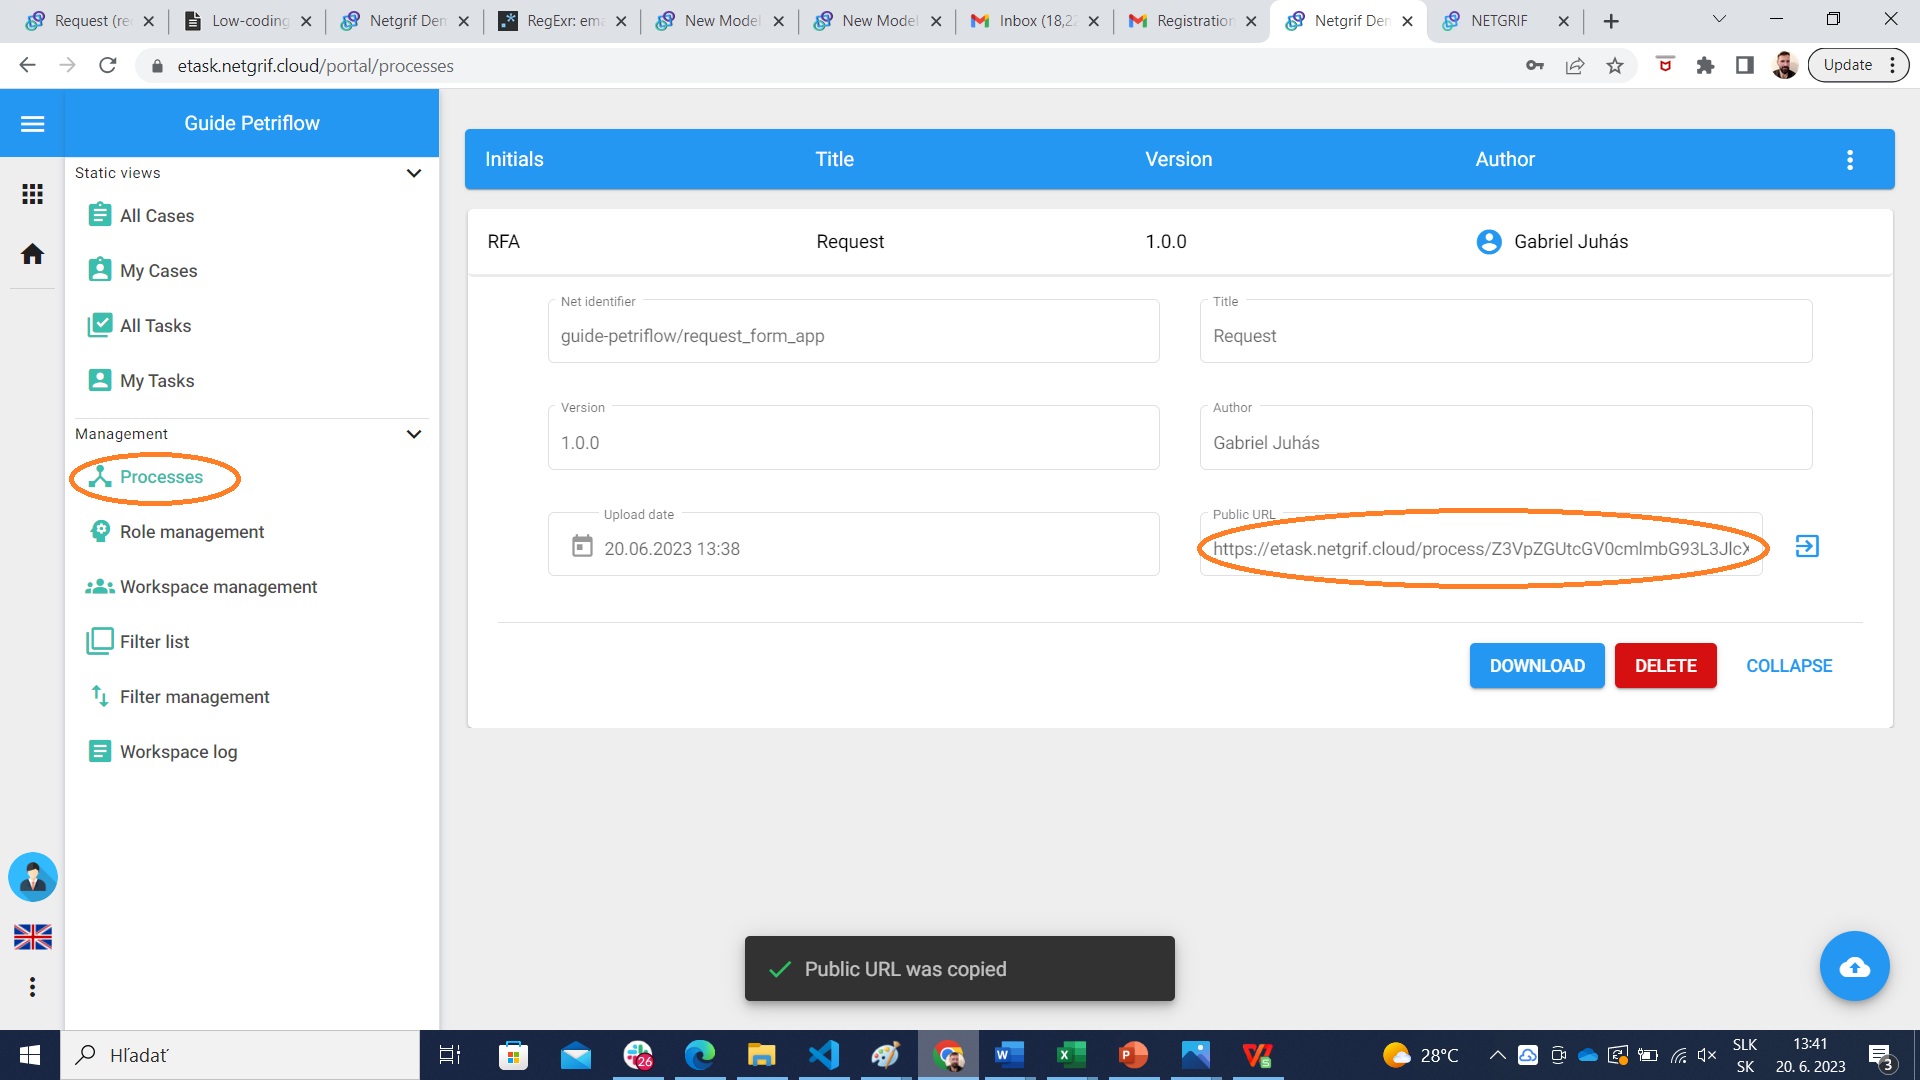 Request (re
Low-coding
Netgrif Den
RegExr: ema
New Model
New Model
Inbox (18,22
Registration
Netgrif Den
NETGRIF
etask.netgrif.cloud/portal/processes
Update
Guide Petriflow
Static views
All Cases
My Cases
All Tasks
My Tasks
Management
Processes
Role management
Workspace management
Filter list
Filter management
Workspace log
Initials Title Version Author
RFA Request 1.0.0 Gabriel Juhás
Net identifier
guide-petriflow/request_form_app
Title
Request
Version
1.0.0
Author
Gabriel Juhás
Upload date
20.06.2023 13:38
Public URL
https://etask.netgrif.cloud/process/Z3VpZGUtcGV0cmlmbG93L3JlcX
DOWNLOAD DELETE COLLAPSE
Public URL was copied
Hľadať
26
28°C
SLK
SK
13:41
20. 6. 2023
3